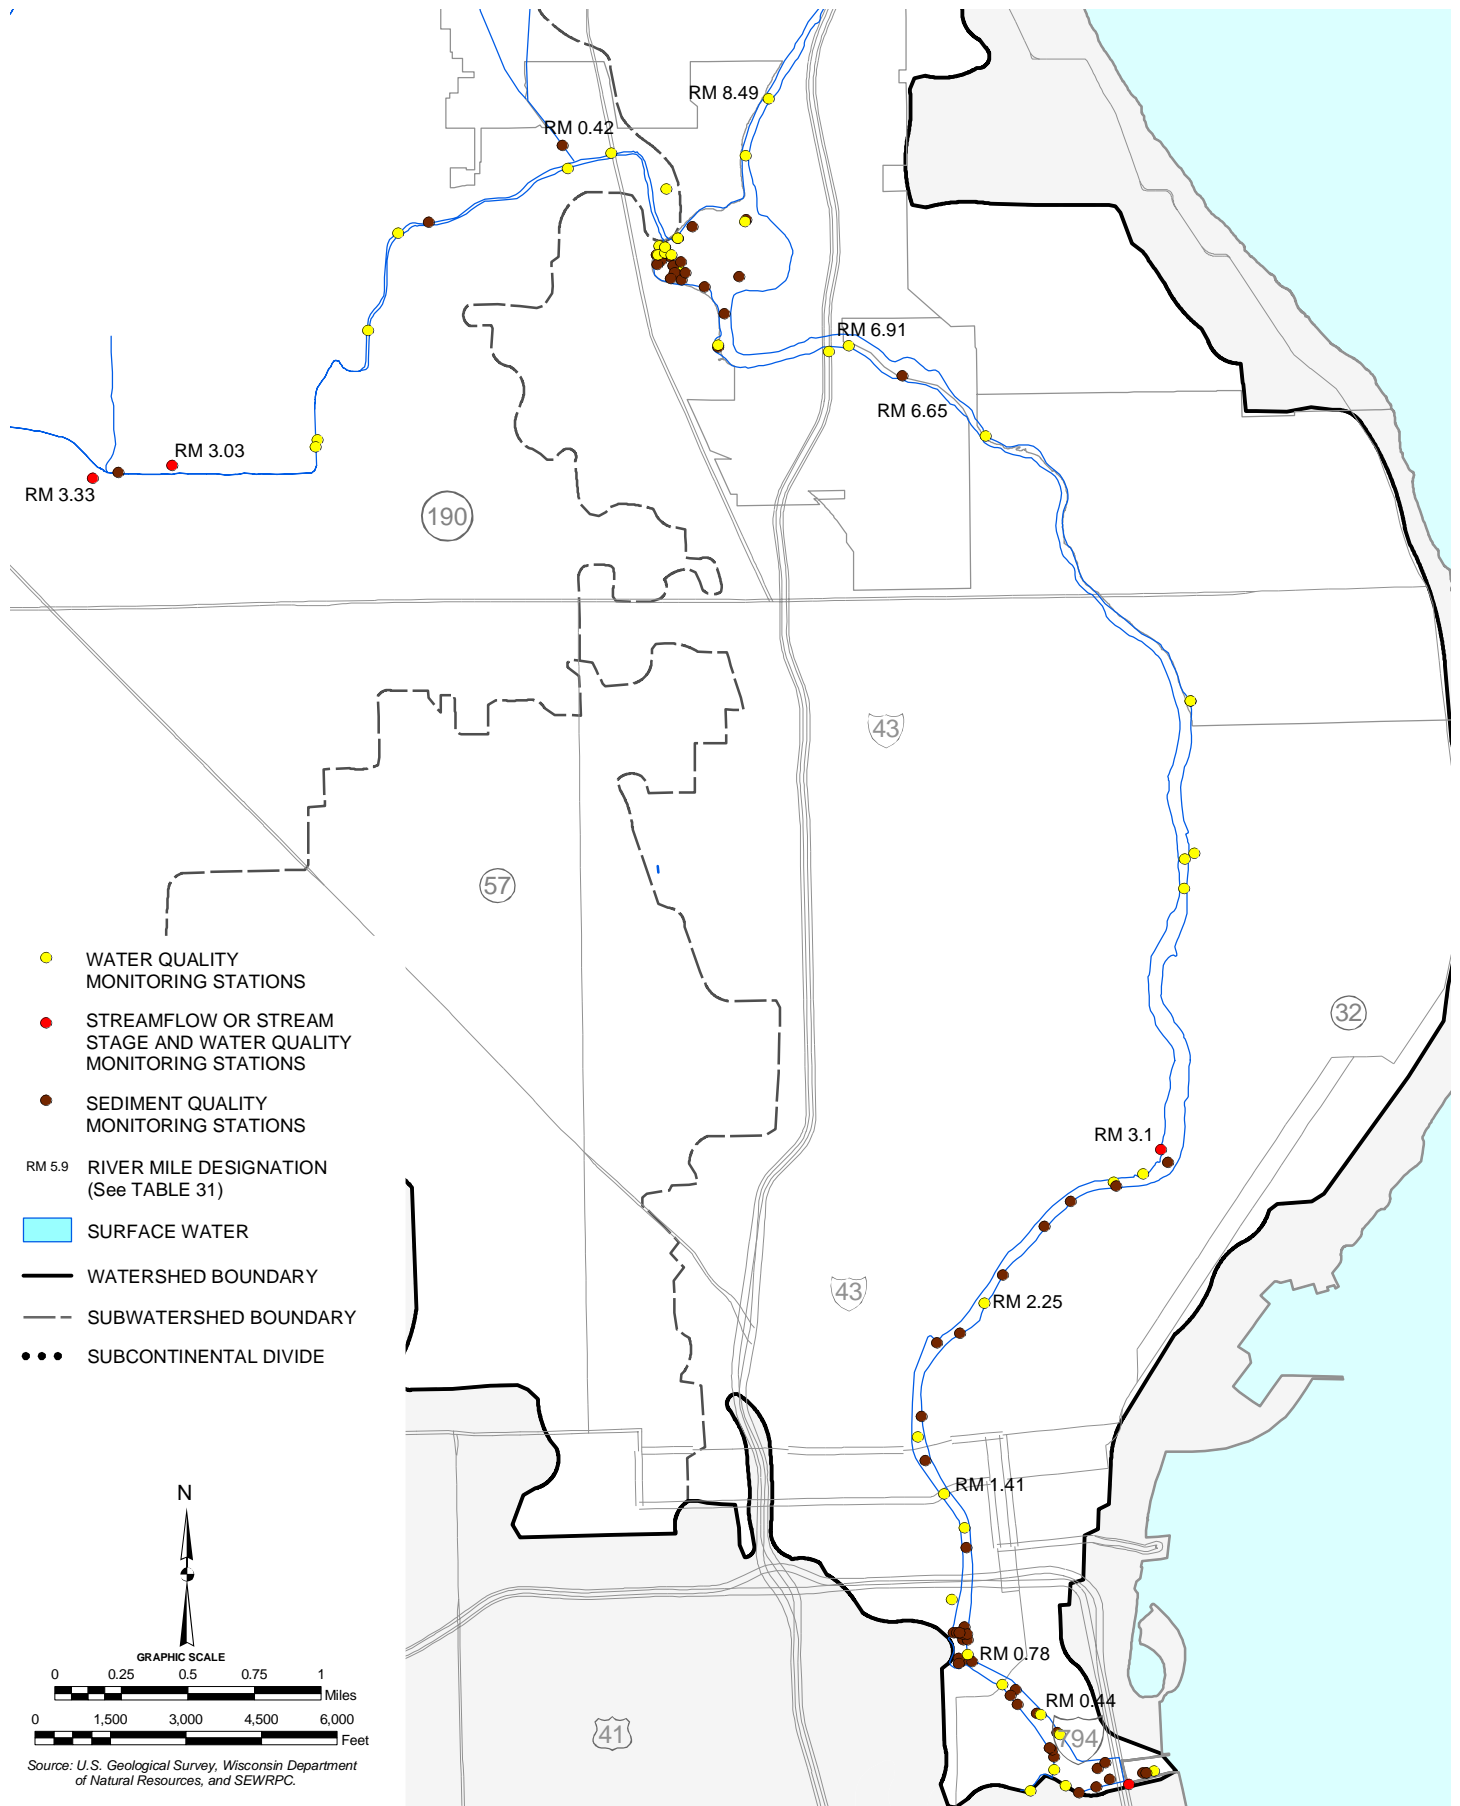 RM 8.49
RM 0.42
RM 6.91
RM 6.65
RM 3.03
RM 3.33
190
43
57
32
RM 3.1
43
RM 2.25
RM 1.41
RM 0.78
RM 0.44
794
41
WATER QUALITY
MONITORING STATIONS
STREAMFLOW OR STREAM
STAGE AND WATER QUALITY
MONITORING STATIONS
SEDIMENT QUALITY
MONITORING STATIONS
RM 5.9 RIVER MILE DESIGNATION
(See TABLE 31)
SURFACE WATER
WATERSHED BOUNDARY
SUBWATERSHED BOUNDARY
SUBCONTINENTAL DIVIDE
N
GRAPHIC SCALE
0 0.25 0.5 0.75 1
Miles
0 1,500 3,000 4,500 6,000
Feet
Source: U.S. Geological Survey, Wisconsin Department
of Natural Resources, and SEWRPC.